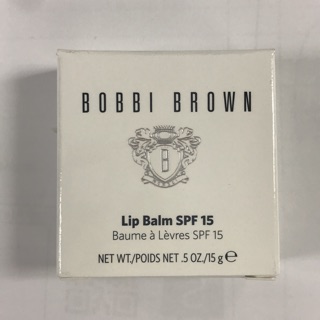 BOBBI BROWN
B
Lip Balm SPF 15
Baume à Lèvres SPF 15
NET WT./POIDS NET .5 OZ./15 g ℮